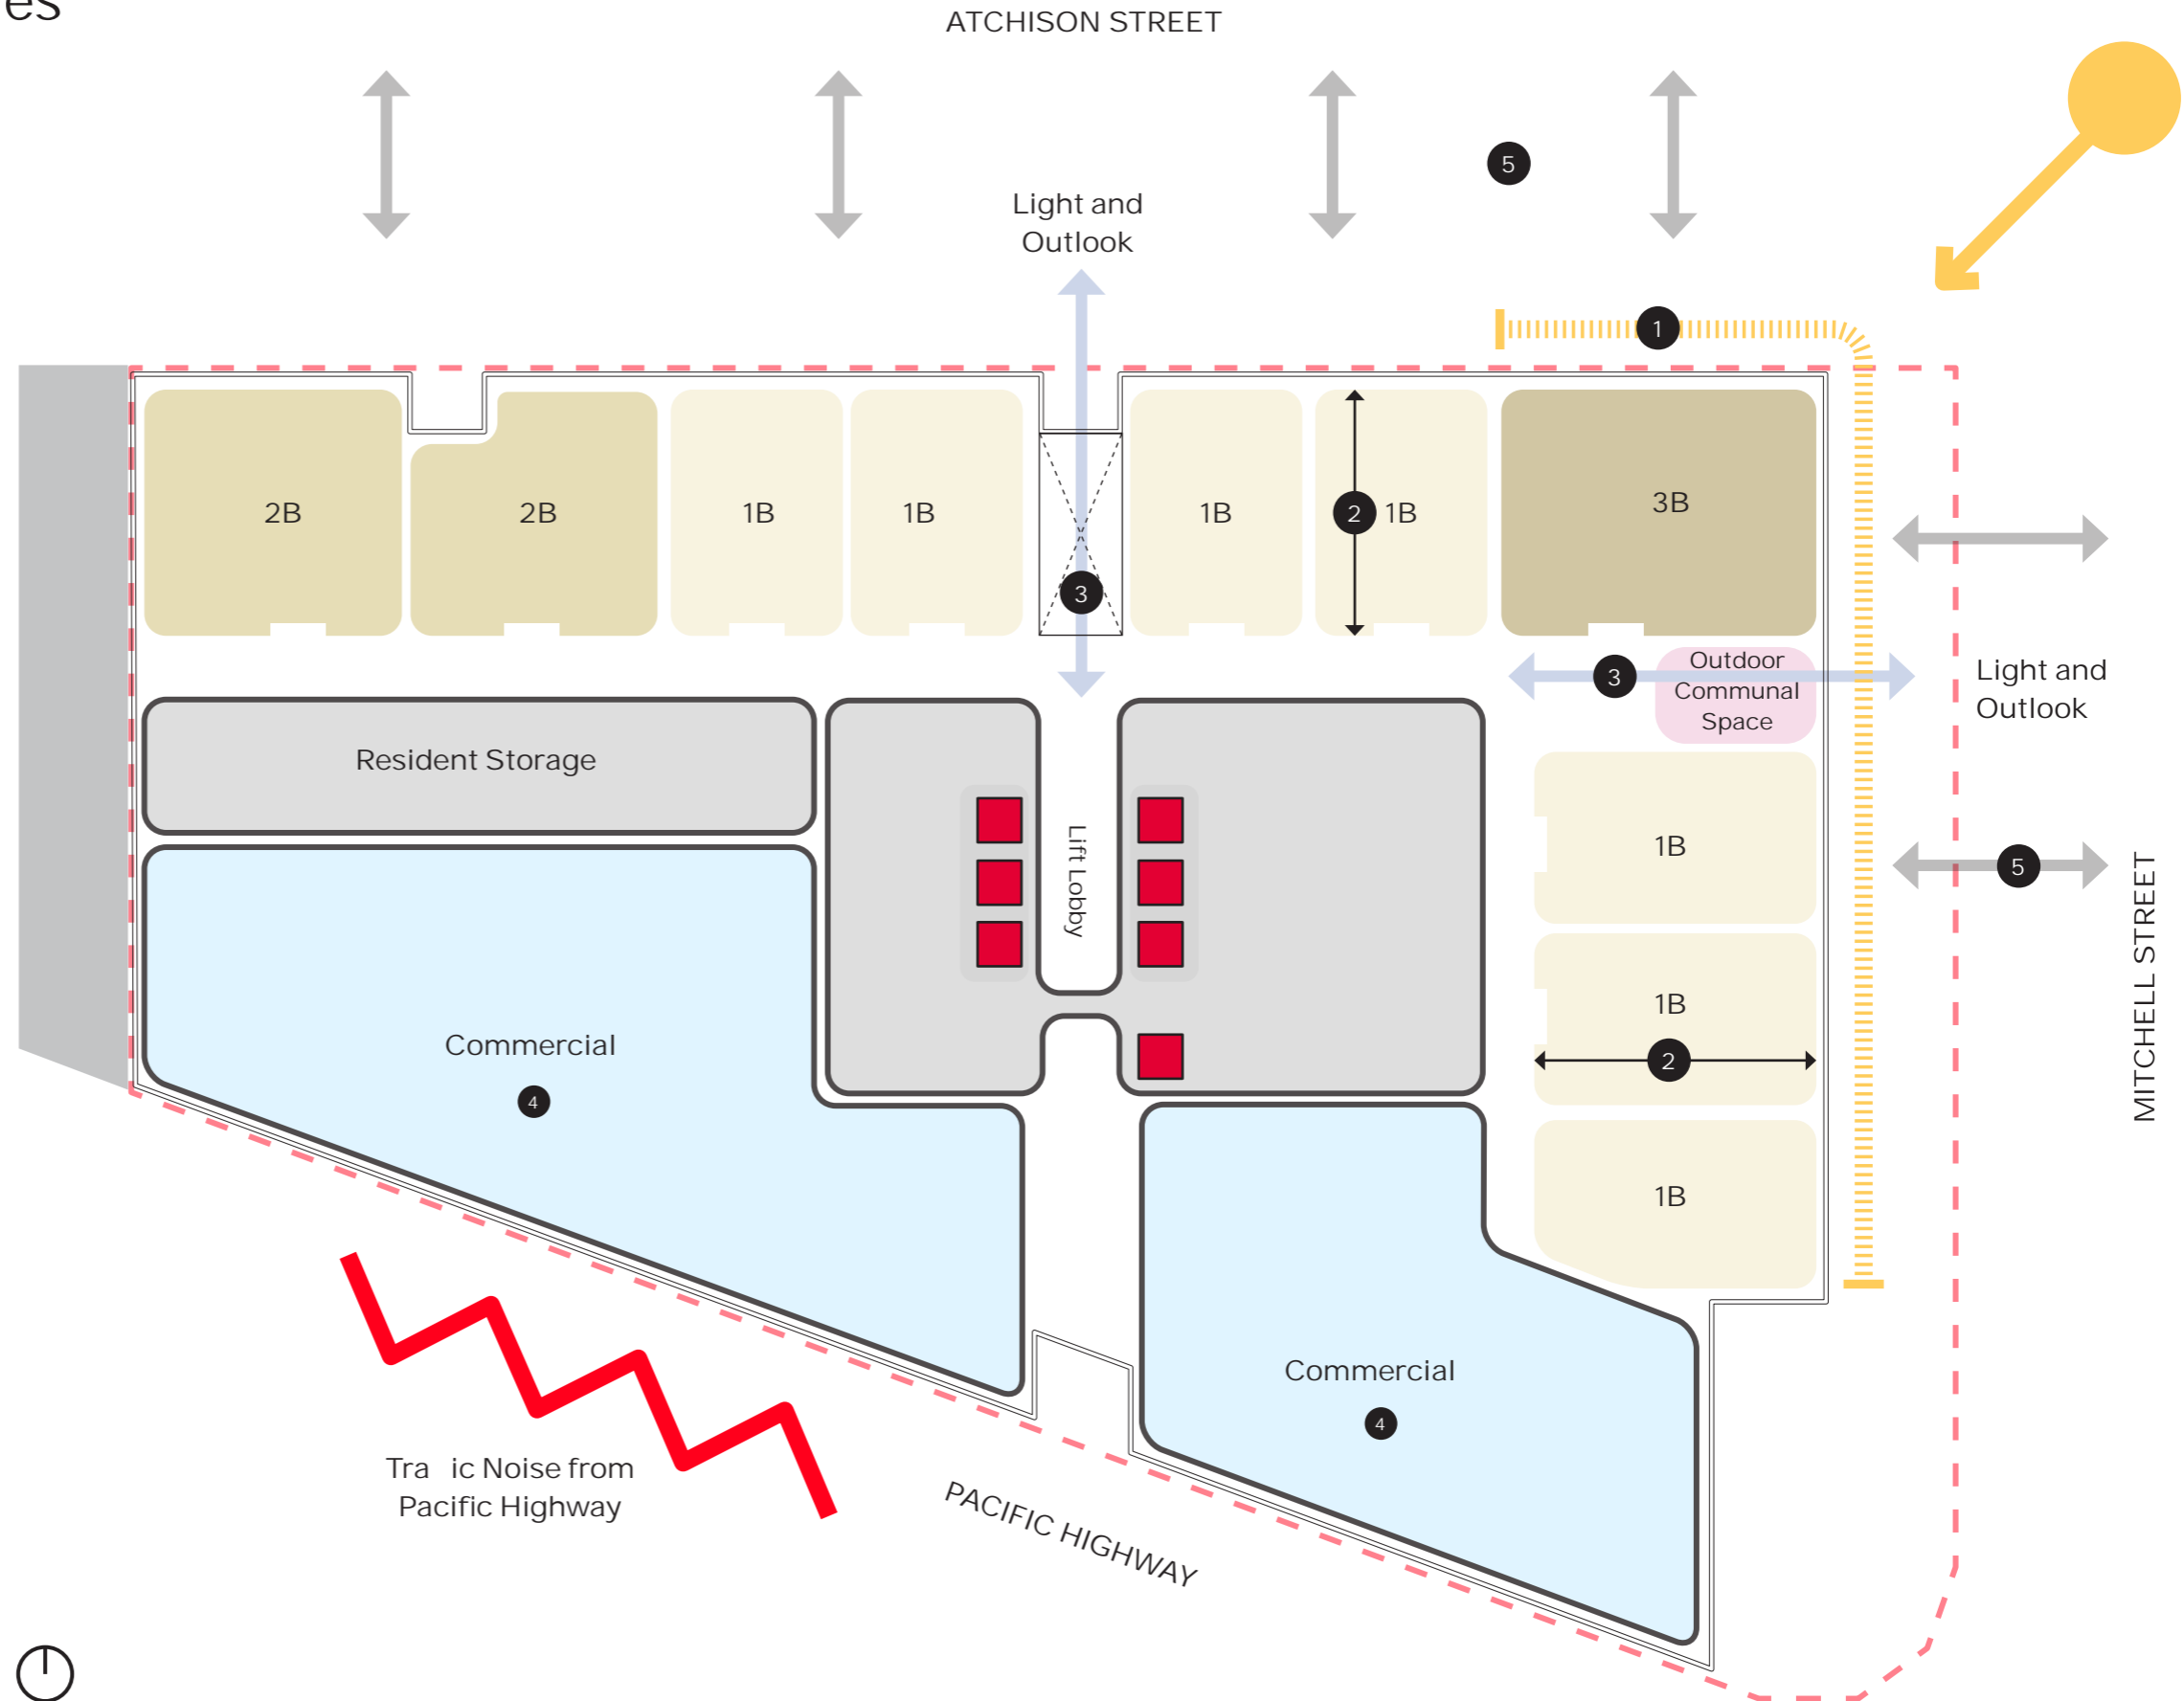 es
ATCHISON STREET
5
Light and
Outlook
1
2B
2B
1B
1B
1B
2
1B
3B
3
3
Outdoor
Communal
Space
Light and
Outlook
Resident Storage
Lift Lobby
1B
5
MITCHELL STREET
1B
2
Commercial
4
1B
Commercial
4
Tra ic Noise from
Pacific Highway
PACIFIC HIGHWAY